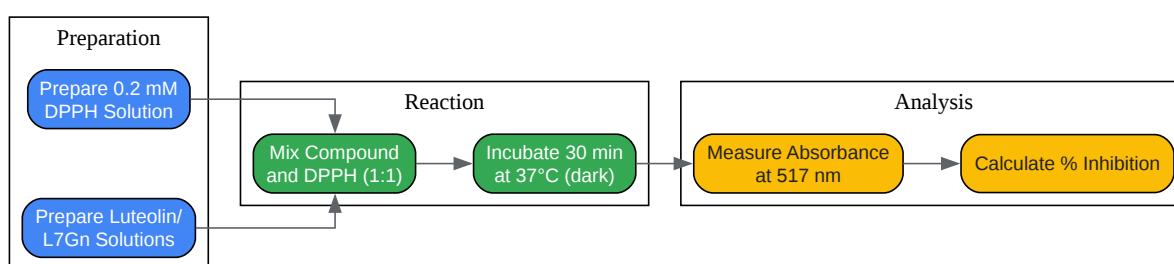 Preparation
Prepare 0.2 mM
DPPH Solution
Prepare Luteolin/
L7Gn Solutions
Reaction
Mix Compound
and DPPH (1:1)
Incubate 30 min
at 37°C (dark)
Analysis
Measure Absorbance
at 517 nm
Calculate % Inhibition